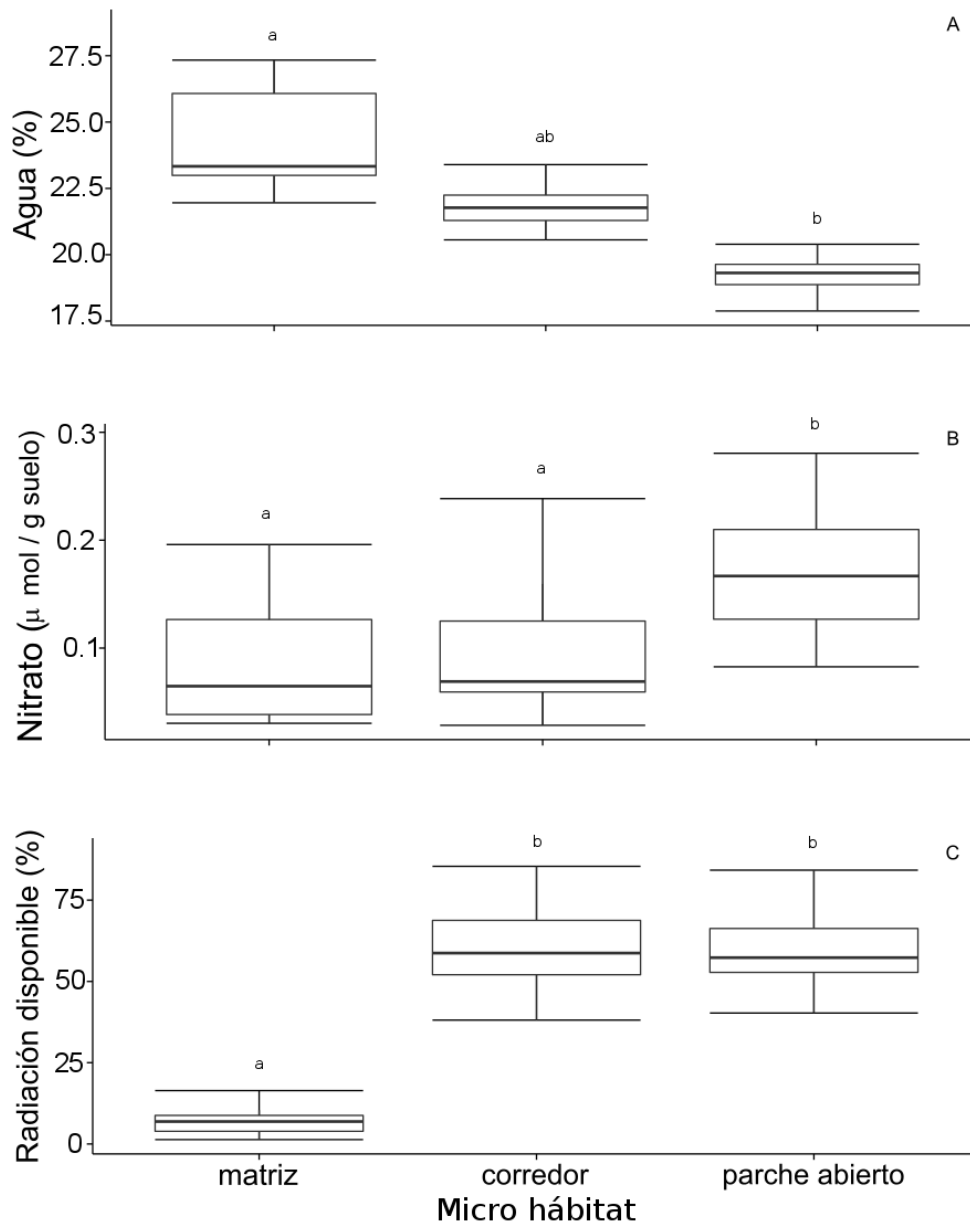 A
a
ab
b
27.5
25.0
22.5
20.0
17.5
Agua (%)
B
a
a
b
0.3
0.2
0.1
Nitrato (μ mol / g suelo)
C
a
b
b
75
50
25
0
Radiación disponible (%)
matriz corredor parche abierto
Micro hábitat